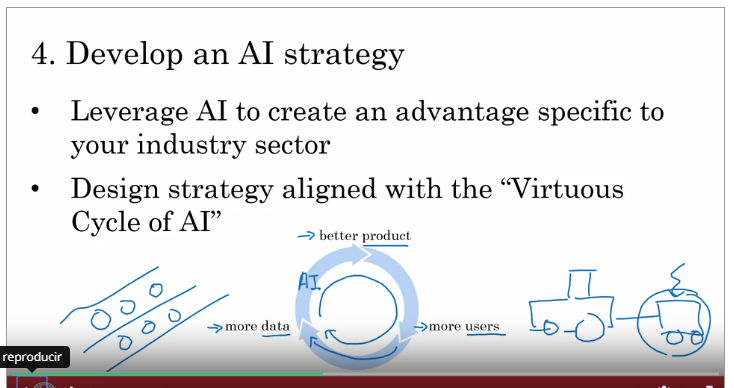 4. Develop an AI strategy
• Leverage AI to create an advantage specific to
your industry sector
• Design strategy aligned with the “Virtuous
Cycle of AI”
→ better product
AI
→ more data
→ more users
reproducir